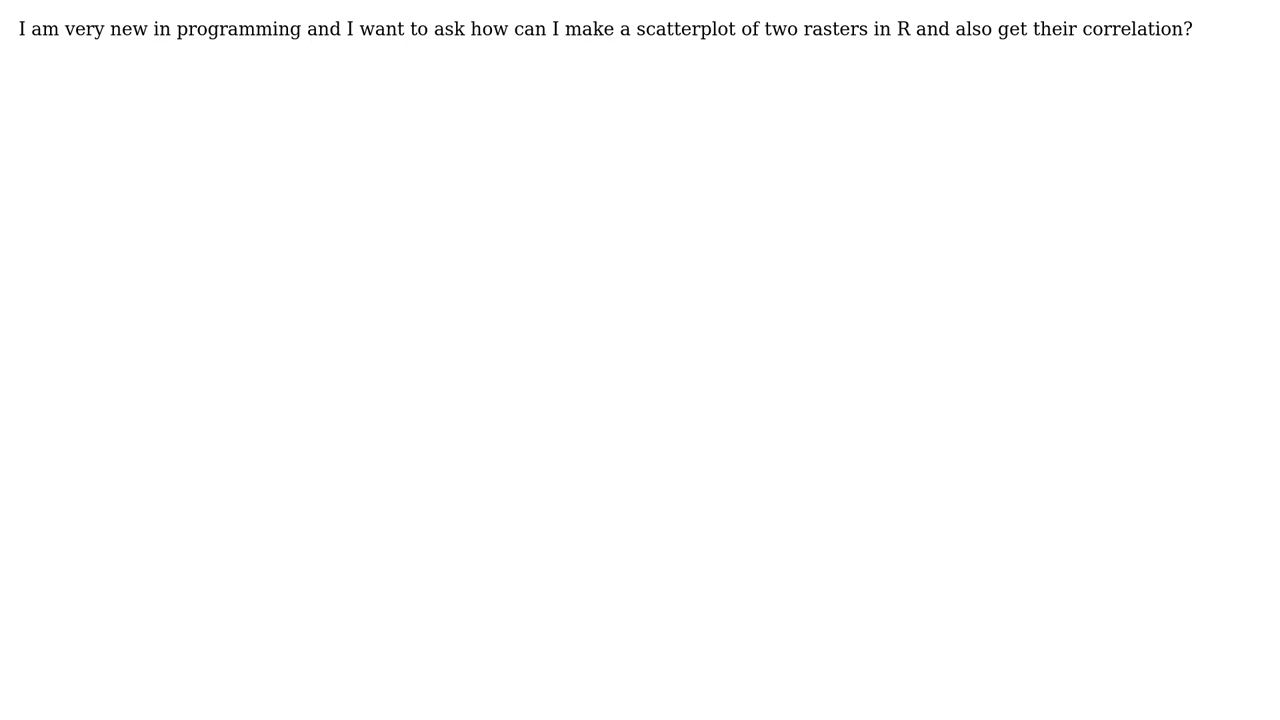 I am very new in programming and I want to ask how can I make a scatterplot of two rasters in R and also get their correlation?